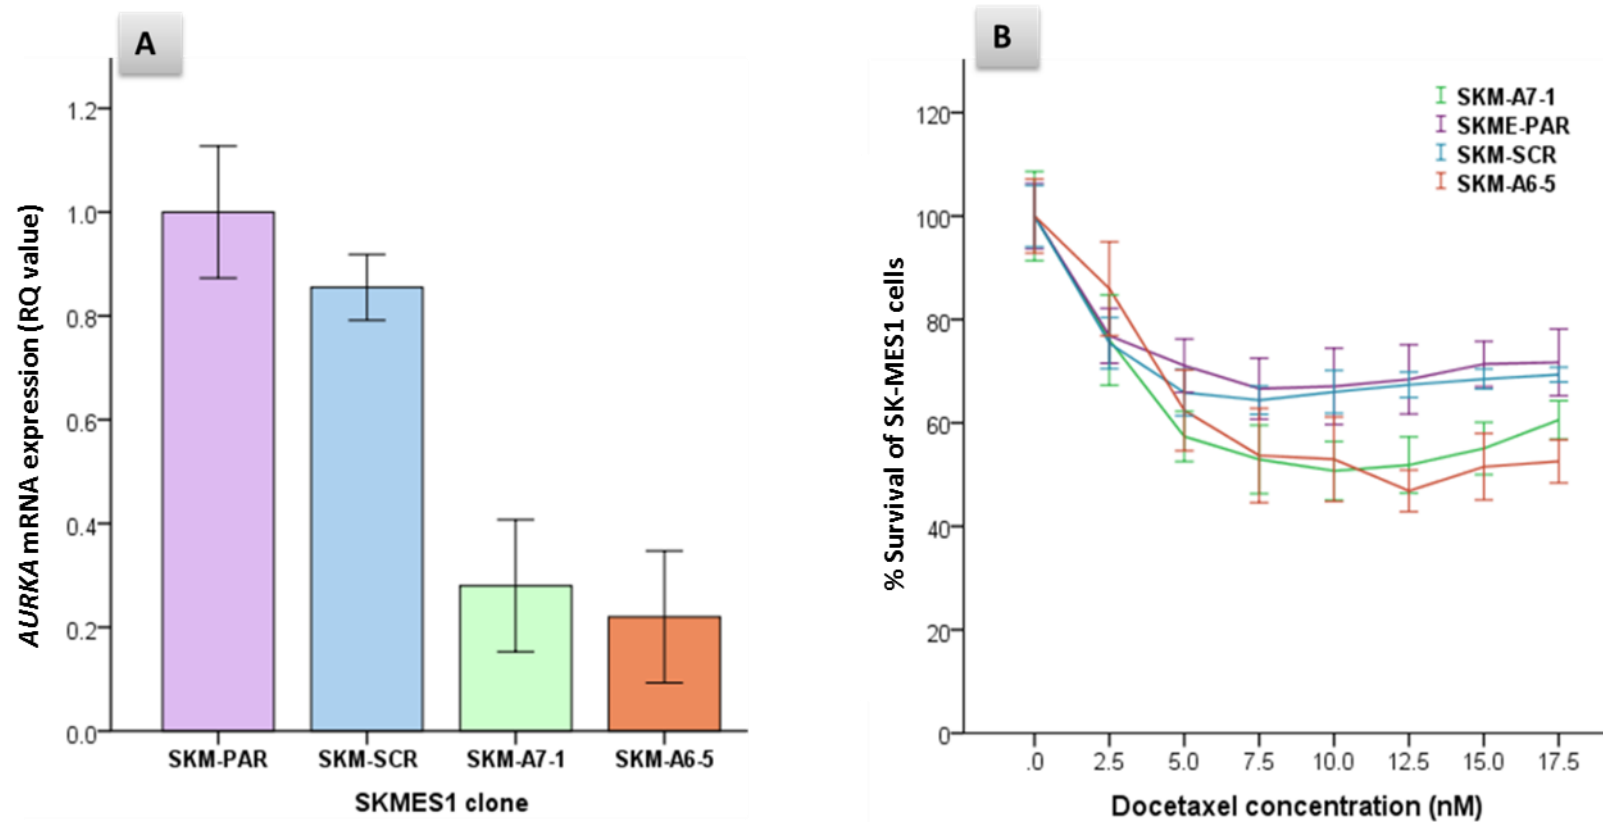 A
AURKA mRNA expression (RQ value)
1.2
1.0
0.8
0.6
0.4
0.2
0.0
SKM-PAR SKM-SCR SKM-A7-1 SKM-A6-5
SKMES1 clone
B
SKM-A7-1
SKME-PAR
SKM-SCR
SKM-A6-5
% Survival of SK-MES1 cells
120
100
80
60
40
20
0
.0 2.5 5.0 7.5 10.0 12.5 15.0 17.5
Docetaxel concentration (nM)